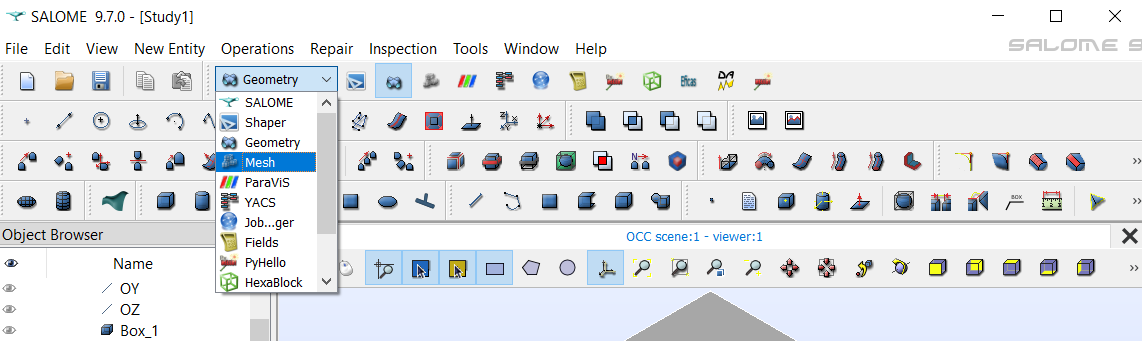 SALOME 9.7.0 - [Study1]
File Edit View New Entity Operations Repair Inspection Tools Window Help
SALOME 9
Geometry
Eficas
SALOME
Shaper
Geometry
Mesh
ParaViS
YACS
Job...ger
Fields
PyHello
HexaBlock
BOX
Object Browser
OCC scene:1 - viewer:1
Name
OY
OZ
Box_1